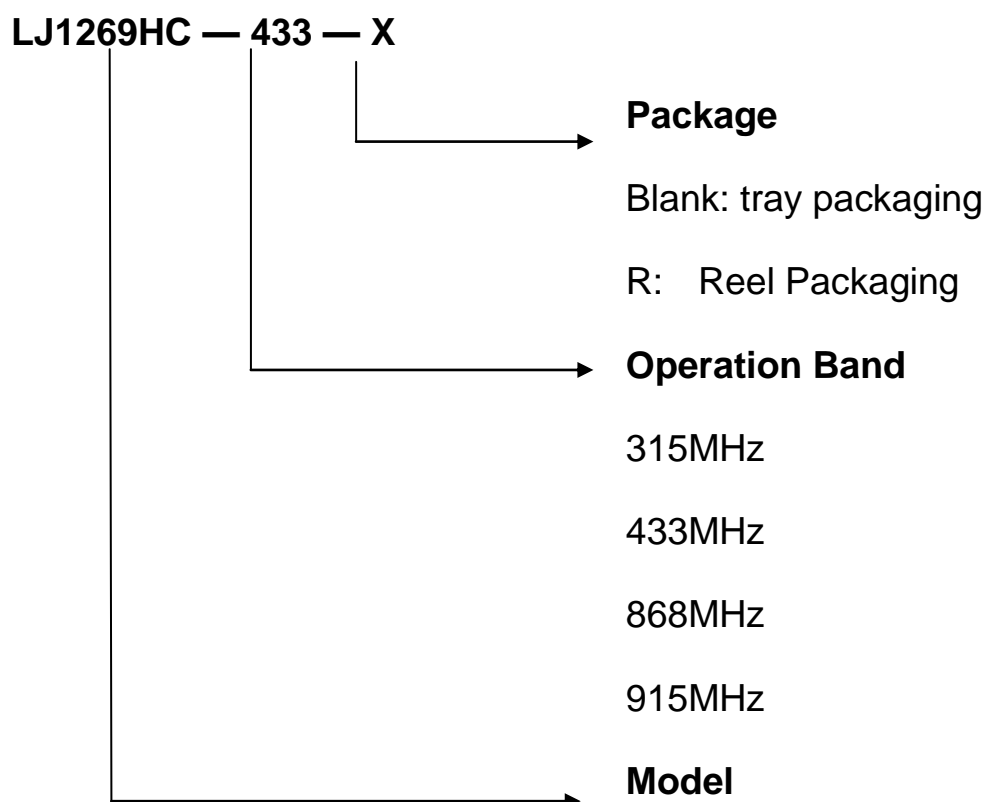 LJ1269HC — 433 — X
Package
Blank: tray packaging
R: Reel Packaging
Operation Band
315MHz
433MHz
868MHz
915MHz
Model